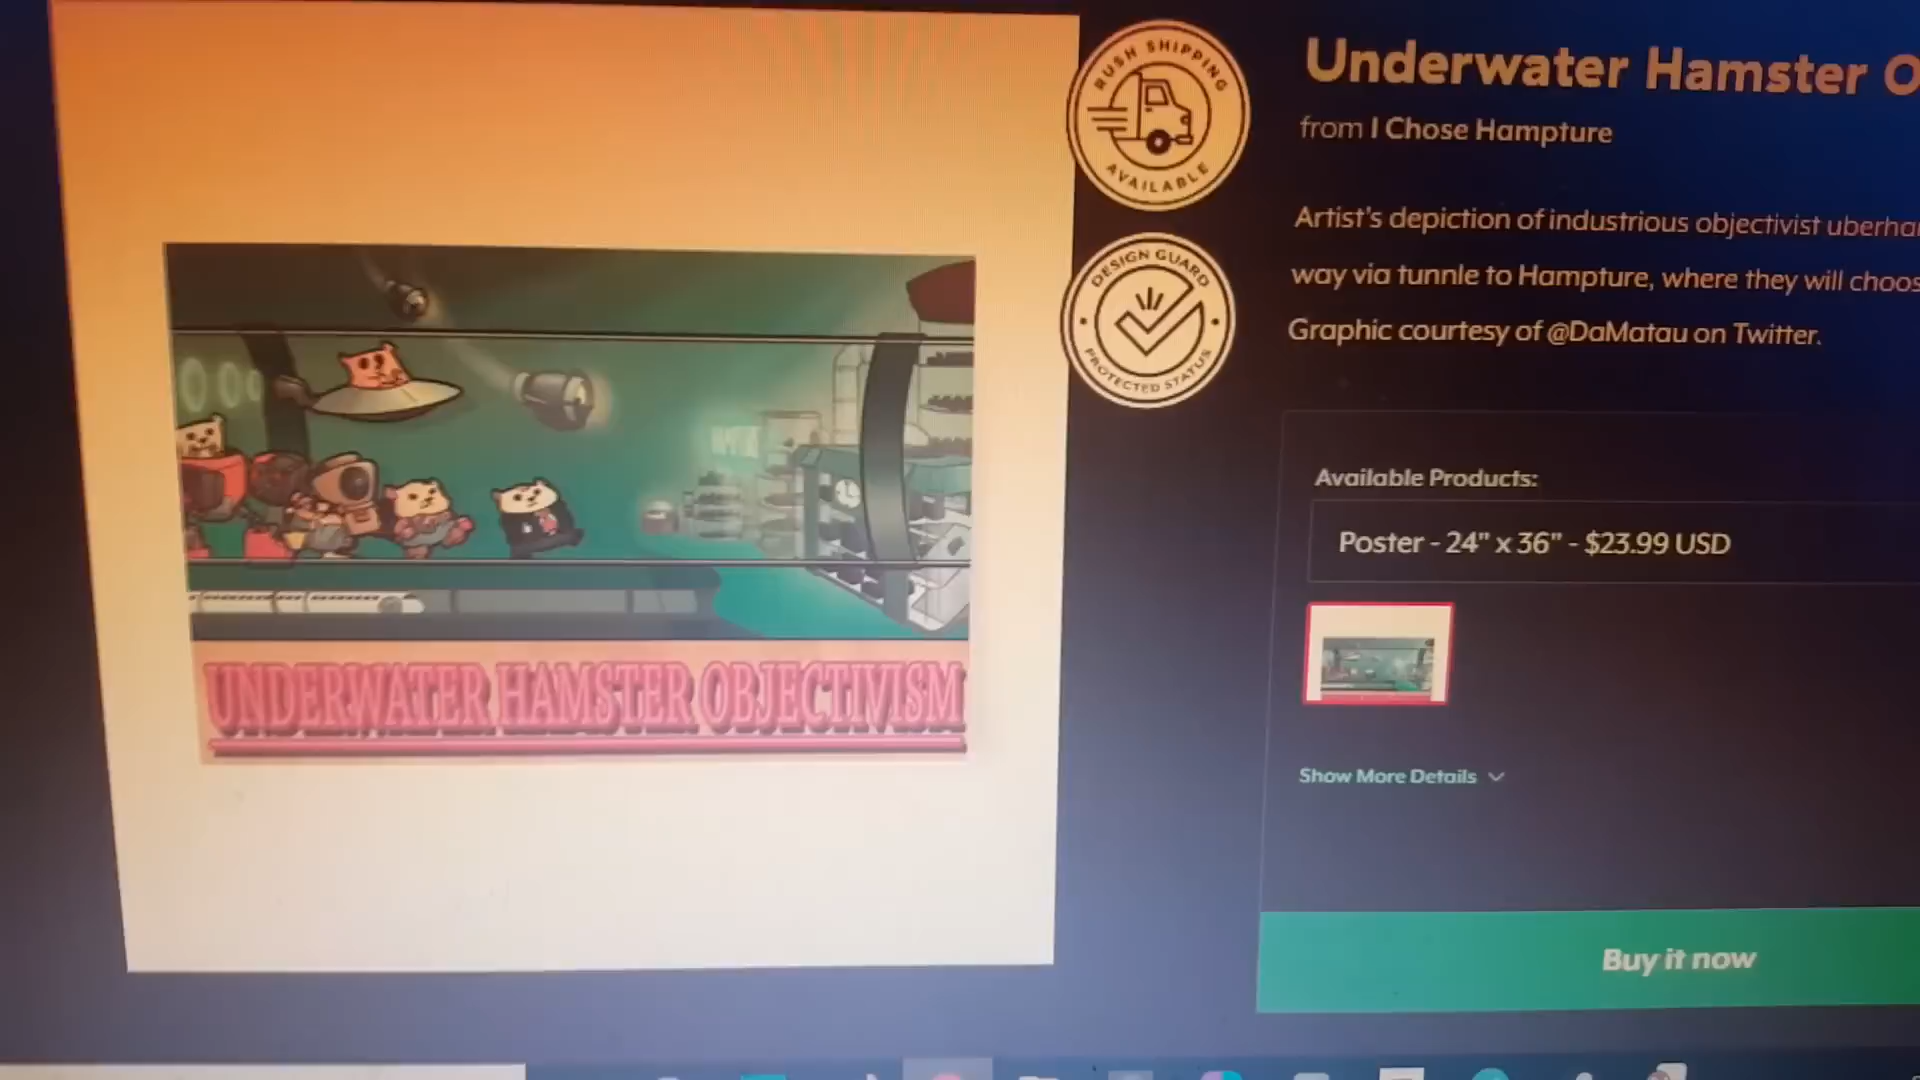 Underwater Hamster O
from I Chose Hampture
RUSH SHIPPING
AVAILABLE
DESIGN GUARD
PROTECTED STATUS
Artist's depiction of industrious objectivist uberha
way via tunnle to Hampture, where they will choos
Graphic courtesy of @DaMatau on Twitter.
Available Products:
Poster - 24" x 36" - $23.99 USD
UNDERWATER HAMSTER OBJECTIVISM
Show More Details
Buy it now